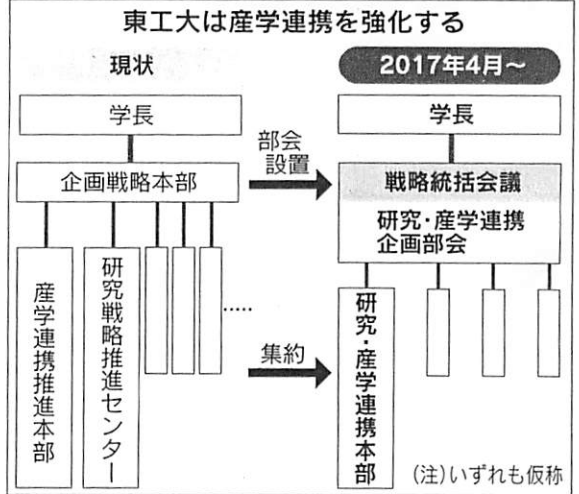 東工大は産学連携を強化する
現状
2017年4月〜
学長
企画戦略本部
産学連携推進本部
研究戦略推進センター
……
部会
設置
集約
学長
戦略統括会議
研究・産学連携
企画部会
研究・産学連携本部
(注)いずれも仮称